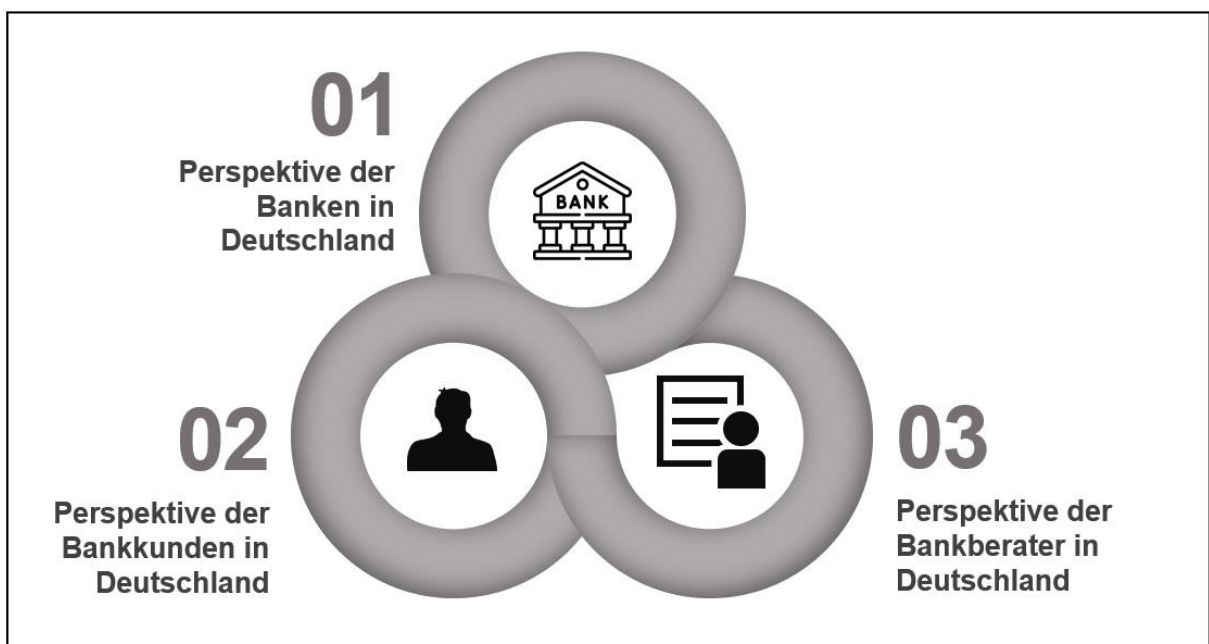 01
Perspektive der
Banken in
Deutschland
BANK
02
Perspektive der
Bankkunden in
Deutschland
03
Perspektive der
Bankberater in
Deutschland